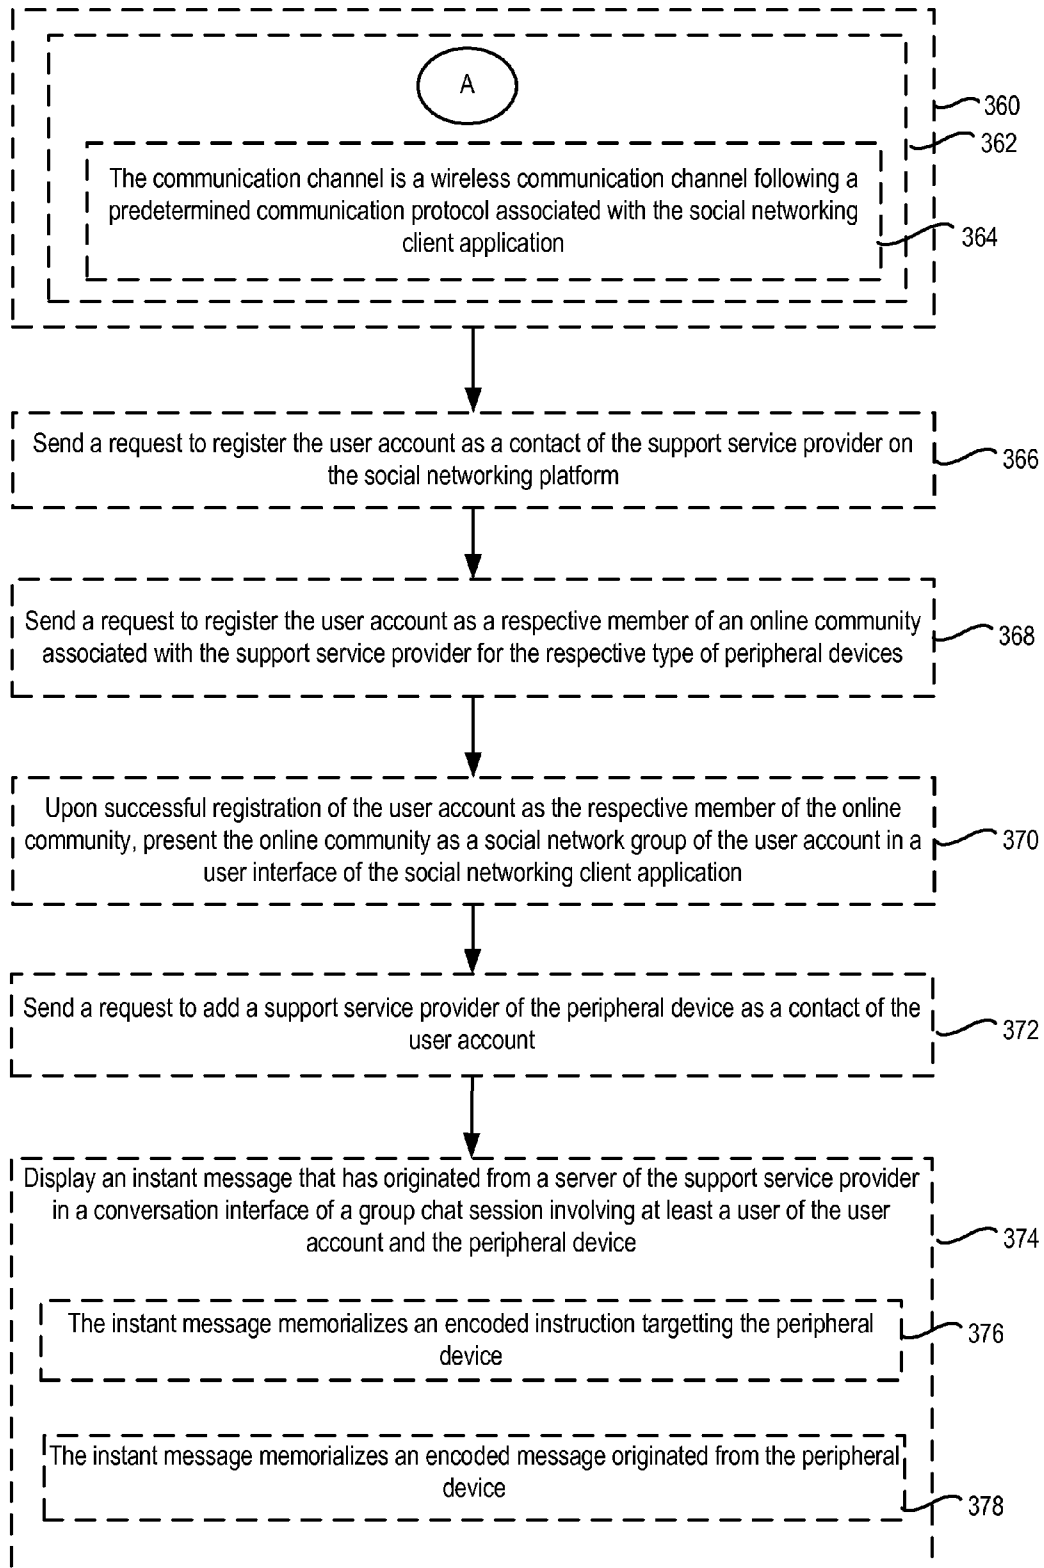 A
360
362
The communication channel is a wireless communication channel following a
predetermined communication protocol associated with the social networking
client application
364
Send a request to register the user account as a contact of the support service provider on
the social networking platform
366
Send a request to register the user account as a respective member of an online community
associated with the support service provider for the respective type of peripheral devices
368
Upon successful registration of the user account as the respective member of the online
community, present the online community as a social network group of the user account in a
user interface of the social networking client application
370
Send a request to add a support service provider of the peripheral device as a contact of the
user account
372
Display an instant message that has originated from a server of the support service provider
in a conversation interface of a group chat session involving at least a user of the user
account and the peripheral device
374
The instant message memorializes an encoded instruction targetting the peripheral
device
376
The instant message memorializes an encoded message originated from the peripheral
device
378